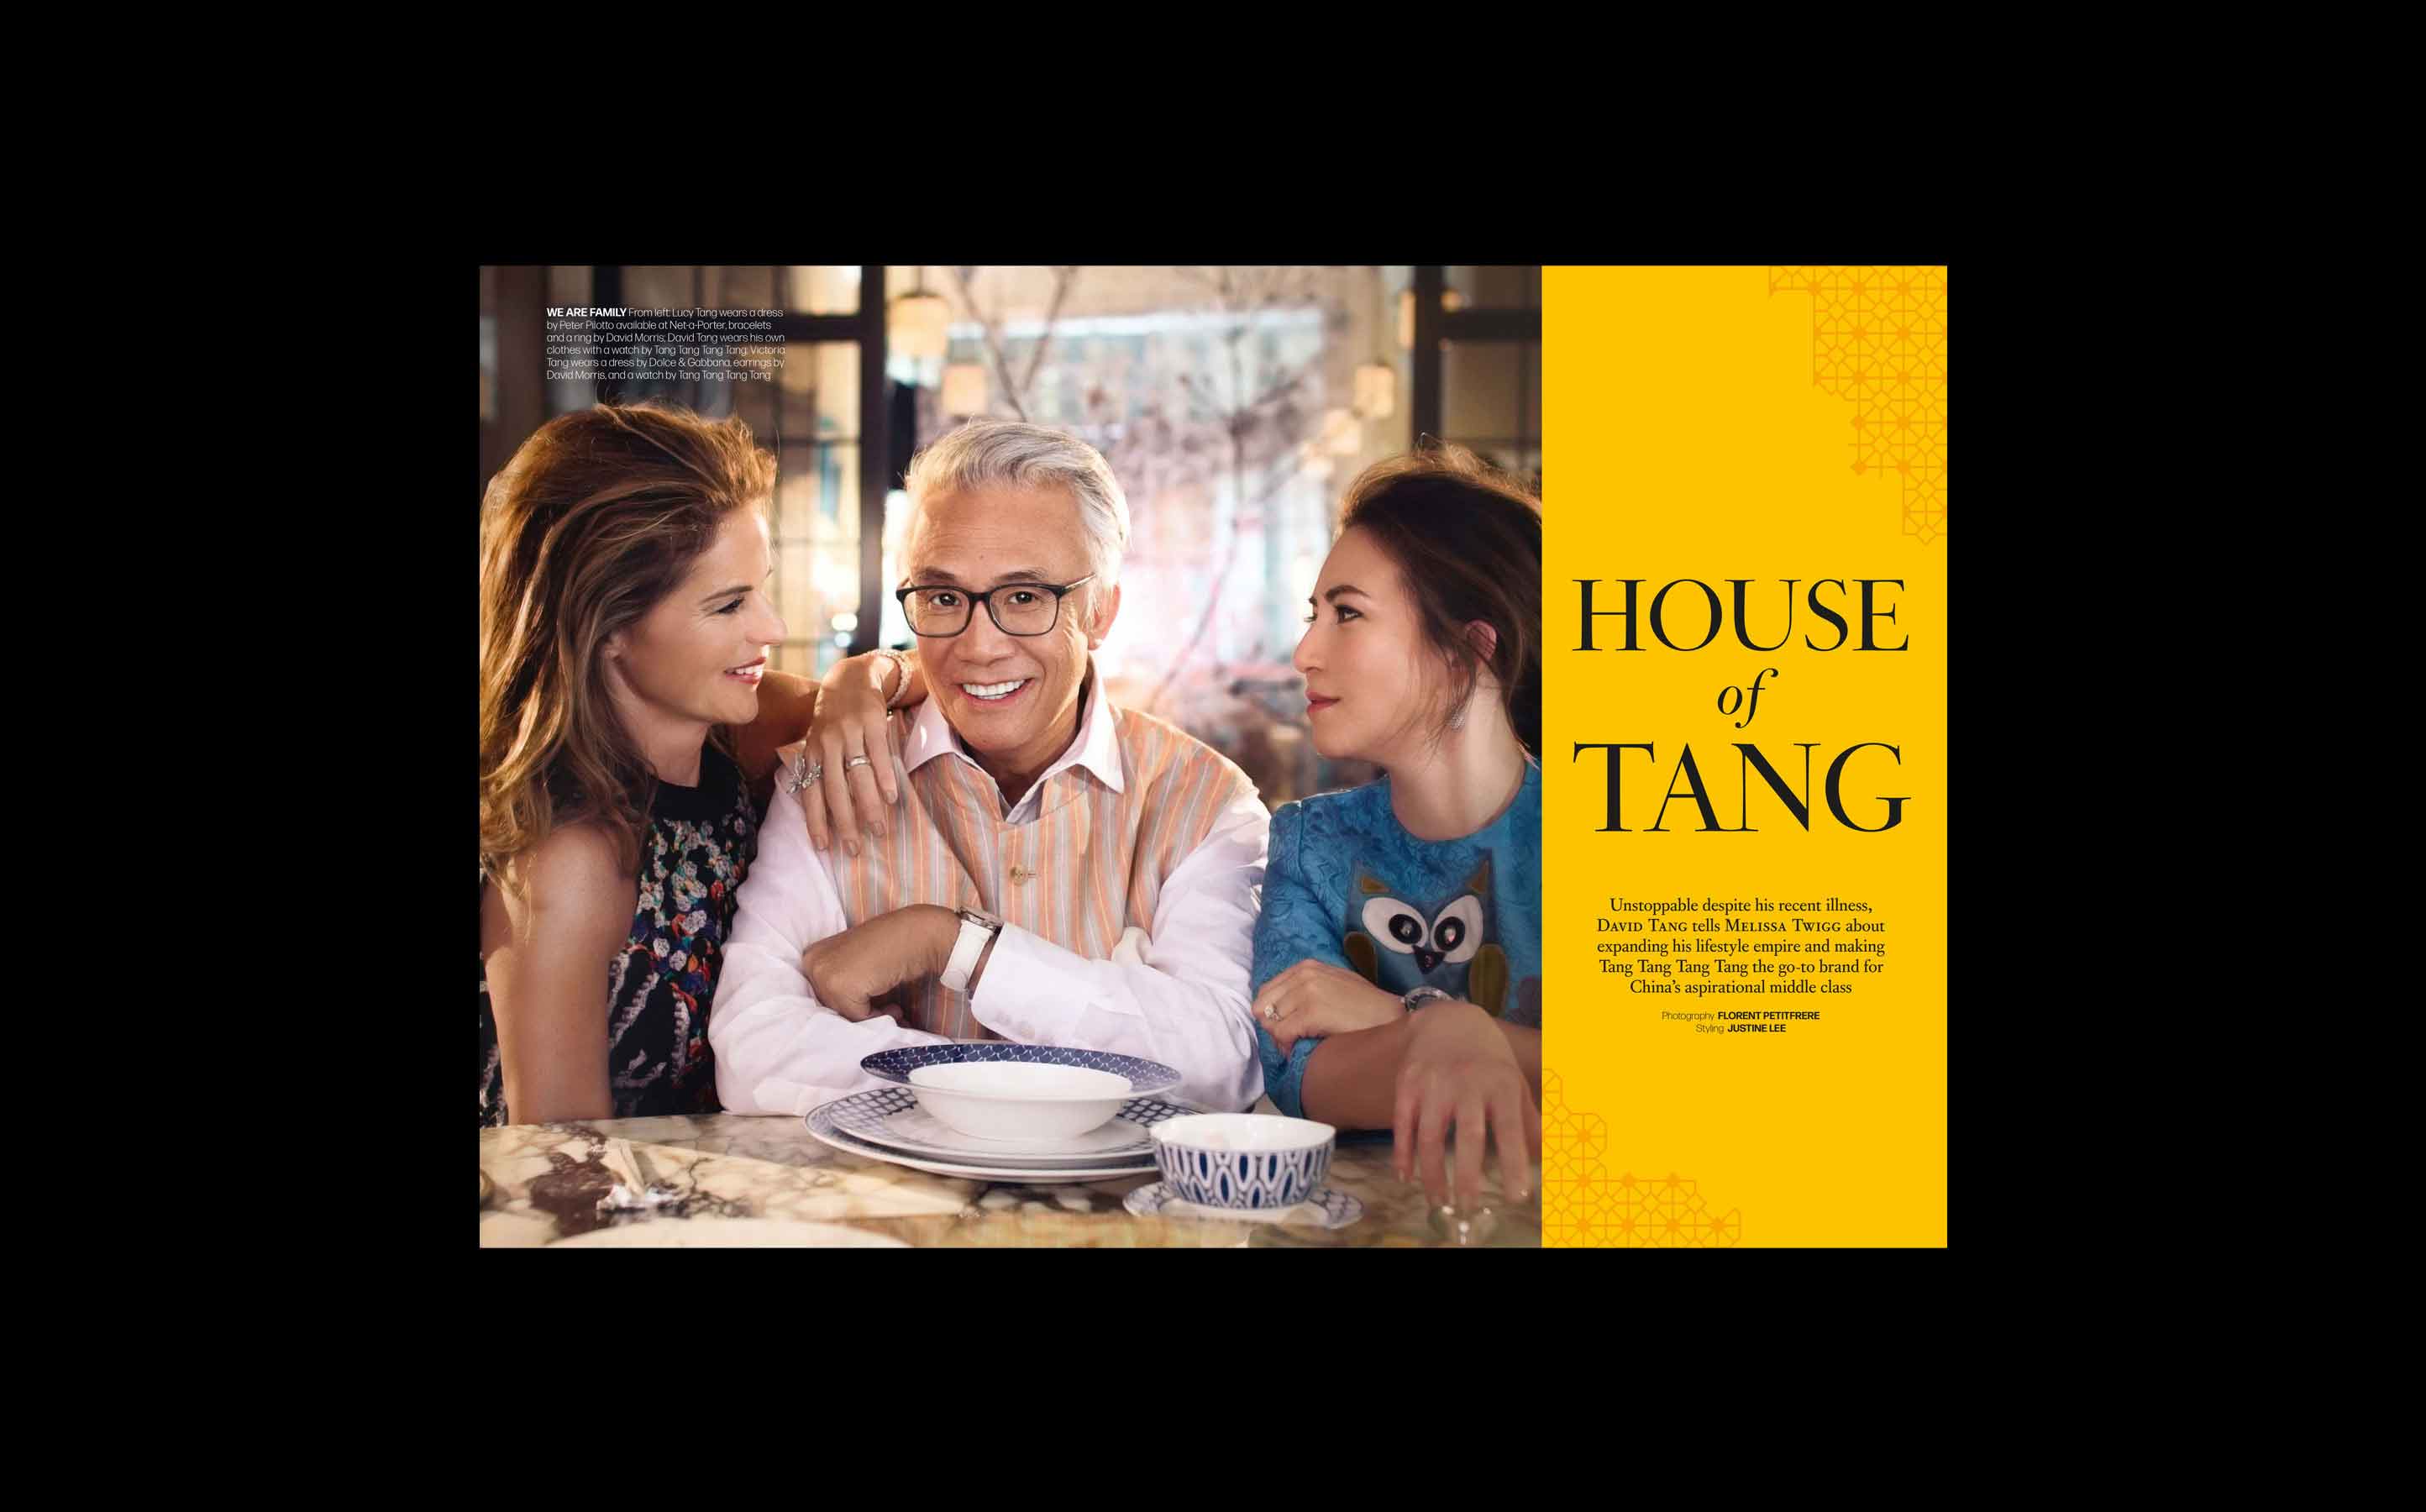 WE ARE FAMILY From left: Lucy Tang wears a dress
by Peter Pilotto available at Net-a-Porter, bracelets
and a ring by David Morris; David Tang wears his own
clothes with a watch by Tang Tang Tang Tang; Victoria
Tang wears a dress by Dolce & Gabbana, earrings by
David Morris, and a watch by Tang Tang Tang Tang
HOUSE
of
TANG
Unstoppable despite his recent illness,
DAVID TANG tells MELISSA TWIGG about
expanding his lifestyle empire and making
Tang Tang Tang Tang the go-to brand for
China's aspirational middle class
Photography FLORENT PETITFRERE
Styling JUSTINE LEE